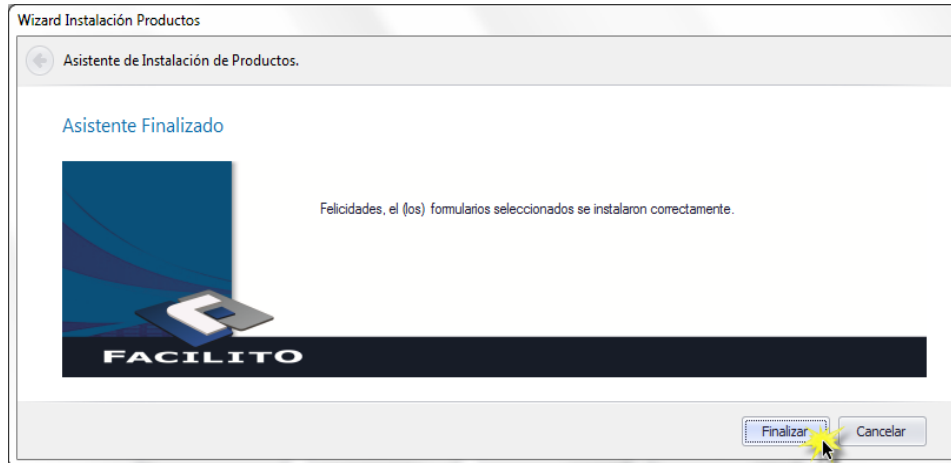 Wizard Instalación Productos
Asistente de Instalación de Productos.
Asistente Finalizado
Felicidades, el (los) formularios seleccionados se instalaron correctamente.
FACILITO
Finalizar
Cancelar